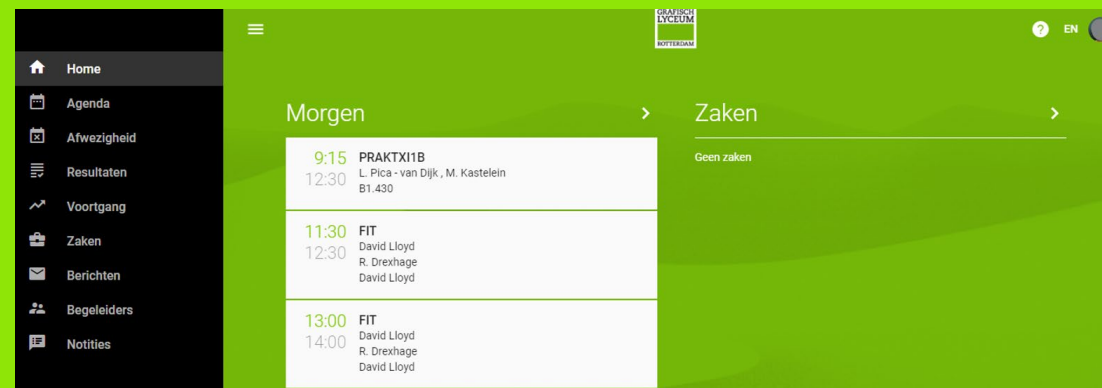 GRAFISCH
LYCEUM
ROTTERDAM
? EN
Home
Agenda
Afwezigheid
Resultaten
Voortgang
Zaken
Berichten
Begeleiders
Notities
Morgen
9:15 PRAKTXI1B
12:30 L. Pica - van Dijk , M. Kastelein
B1.430
11:30 FIT
12:30 David Lloyd
R. Drexhage
David Lloyd
13:00 FIT
14:00 David Lloyd
R. Drexhage
David Lloyd
Zaken
Geen zaken